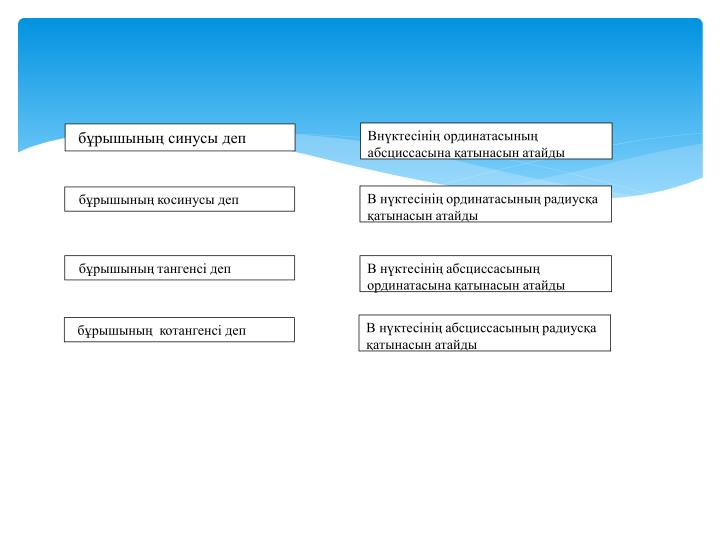 бұрышының синусы деп
Внүктесінің ординатасының
абсциссасына қатынасын атайды
бұрышының косинусы деп
В нүктесінің ординатасының радиусқа
қатынасын атайды
бұрышының тангенсі деп
В нүктесінің абсциссасының
ординатасына қатынасын атайды
бұрышының котангенсі деп
В нүктесінің абсциссасының радиусқа
қатынасын атайды